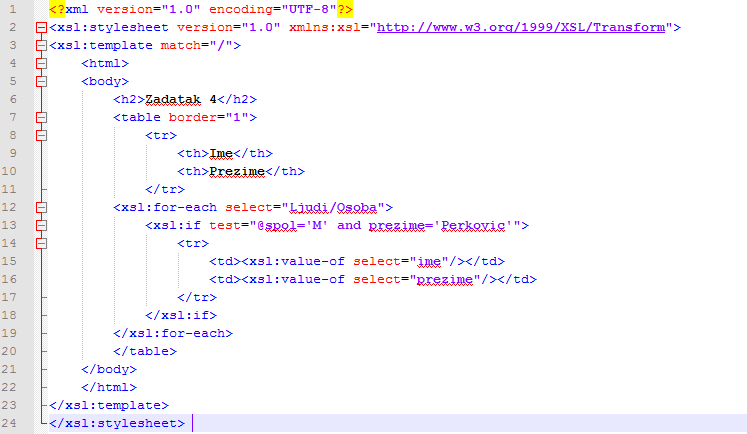 1 <?xml version="1.0" encoding="UTF-8"?>
2 <xsl:stylesheet version="1.0" xmlns:xsl="http://www.w3.org/1999/XSL/Transform">
3 <xsl:template match="/">
4 <html>
5 <body>
6 <h2>Zadatak 4</h2>
7 <table border="1">
8 <tr>
9 <th>Ime</th>
10 <th>Prezime</th>
11 </tr>
12 <xsl:for-each select="Ljudi/Osoba">
13 <xsl:if test="@spol='M' and prezime='Perkovic'">
14 <tr>
15 <td><xsl:value-of select="ime"/></td>
16 <td><xsl:value-of select="prezime"/></td>
17 </tr>
18 </xsl:if>
19 </xsl:for-each>
20 </table>
21 </body>
22 </html>
23 </xsl:template>
24 </xsl:stylesheet>